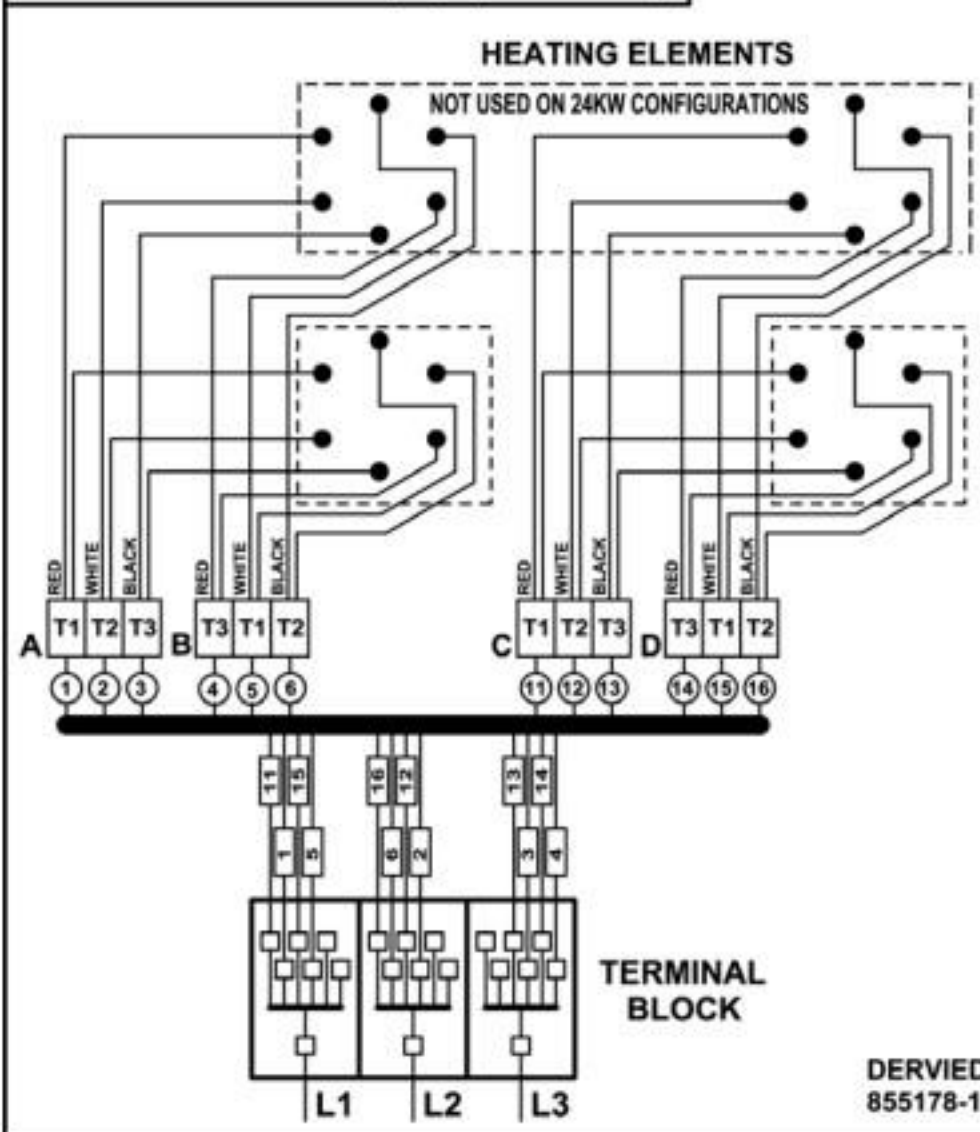 HEATING ELEMENTS
NOT USED ON 24KW CONFIGURATIONS
RED WHITE BLACK RED WHITE BLACK RED WHITE BLACK RED WHITE BLACK
A T1 T2 T3 B T3 T1 T2 C T1 T2 T3 D T3 T1 T2
1 2 3 4 5 6 11 12 13 14 15 16
11 15 16 12 13 14
1 5 6 2 3 4
TERMINAL
BLOCK
L1 L2 L3
DERVIED
855178-1